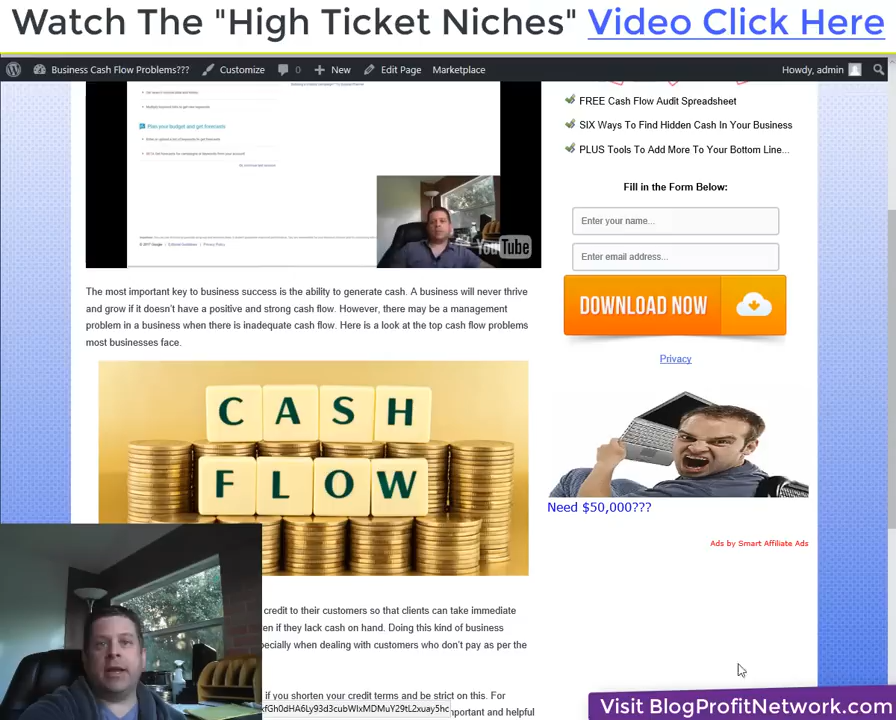 Watch The "High Ticket Niches" Video Click Here
Business Cash Flow Problems??? Customize 0 New Edit Page Marketplace Howdy, admin
Plan your budget and get forecasts
YouTube
The most important key to business success is the ability to generate cash. A business will never thrive
and grow if it doesn't have a positive and strong cash flow. However, there may be a management
problem in a business when there is inadequate cash flow. Here is a look at the top cash flow problems
most businesses face.
CASH
FLOW
credit to their customers so that clients can take immediate
if they lack cash on hand. Doing this kind of business
especially when dealing with customers who don't pay as per the
if you shorten your credit terms and be strict on this. For
important and helpful
FREE Cash Flow Audit Spreadsheet
SIX Ways To Find Hidden Cash In Your Business
PLUS Tools To Add More To Your Bottom Line...
Fill in the Form Below:
Enter your name...
Enter email address...
DOWNLOAD NOW
Privacy
Need $50,000???
Ads by Smart Affiliate Ads
Visit BlogProfitNetwork.com